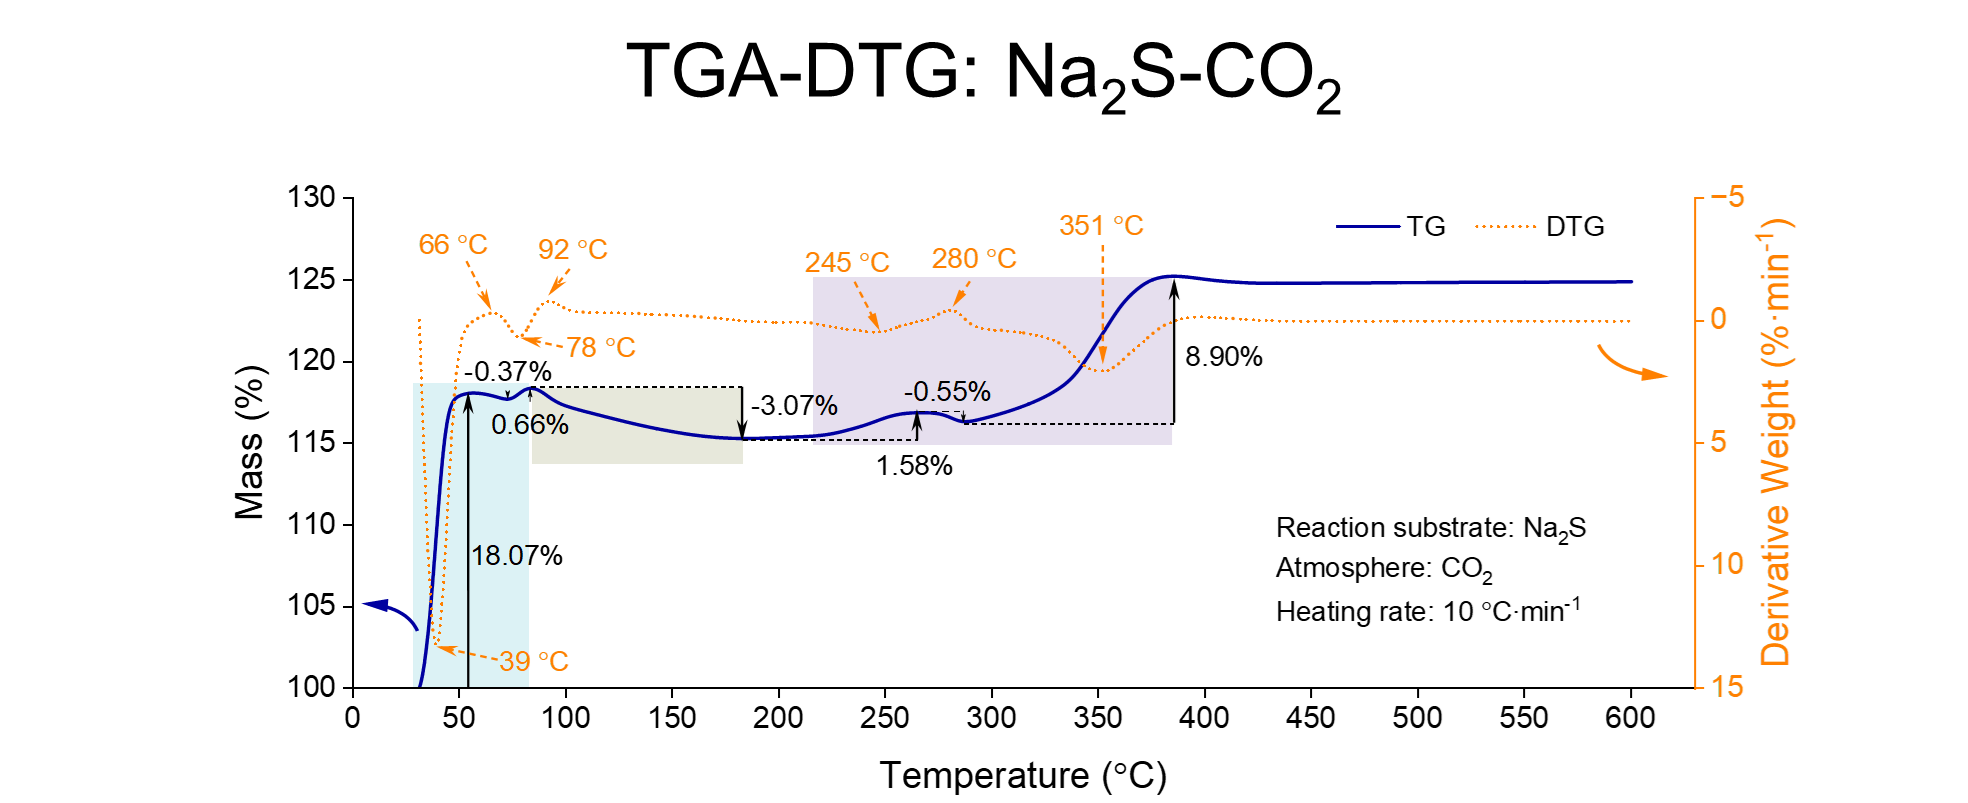 TGA-DTG: Na₂S-CO₂
130
125
120
115
110
105
100
Mass (%)
0
50
100
150
200
250
300
350
400
450
500
550
600
Temperature (°C)
−5
0
5
10
15
Derivative Weight (%·min⁻¹)
TG
DTG
66 °C
92 °C
78 °C
39 °C
245 °C
280 °C
351 °C
-0.37%
0.66%
18.07%
-3.07%
-0.55%
1.58%
8.90%
Reaction substrate: Na₂S
Atmosphere: CO₂
Heating rate: 10 °C·min⁻¹